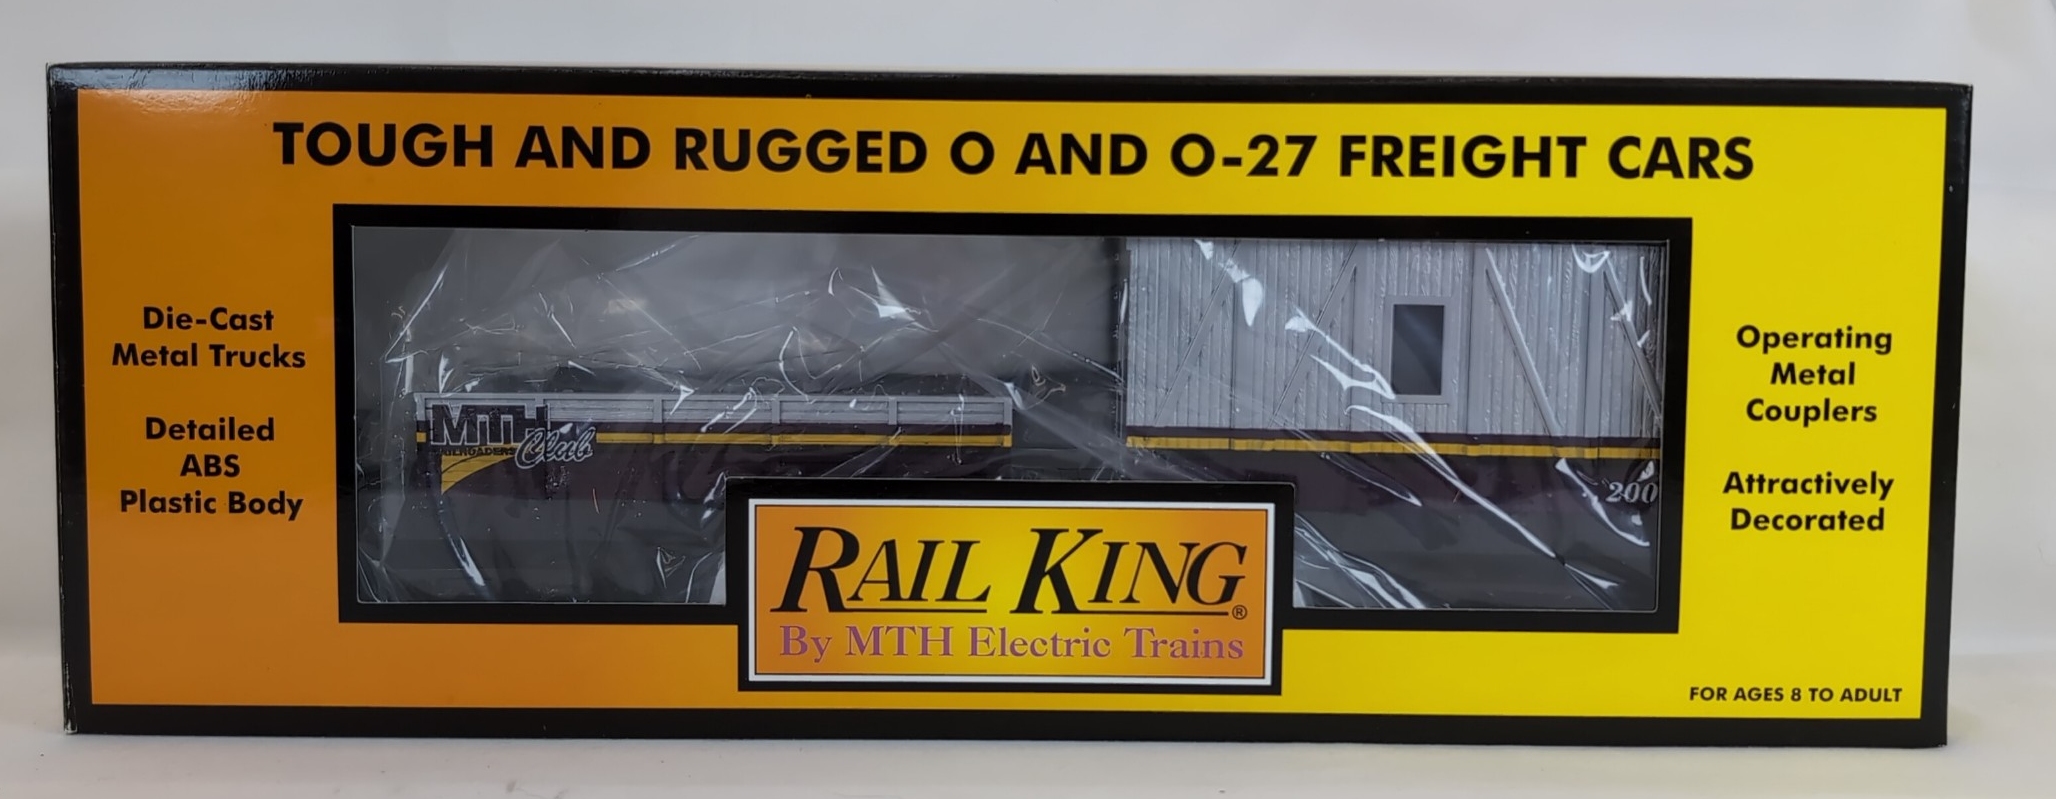 TOUGH AND RUGGED O AND O-27 FREIGHT CARS
Die-Cast
Metal Trucks
Detailed
ABS
Plastic Body
MTH
RAILROADERS Club
200
Operating
Metal
Couplers
Attractively
Decorated
RAIL KING®
By MTH Electric Trains
FOR AGES 8 TO ADULT